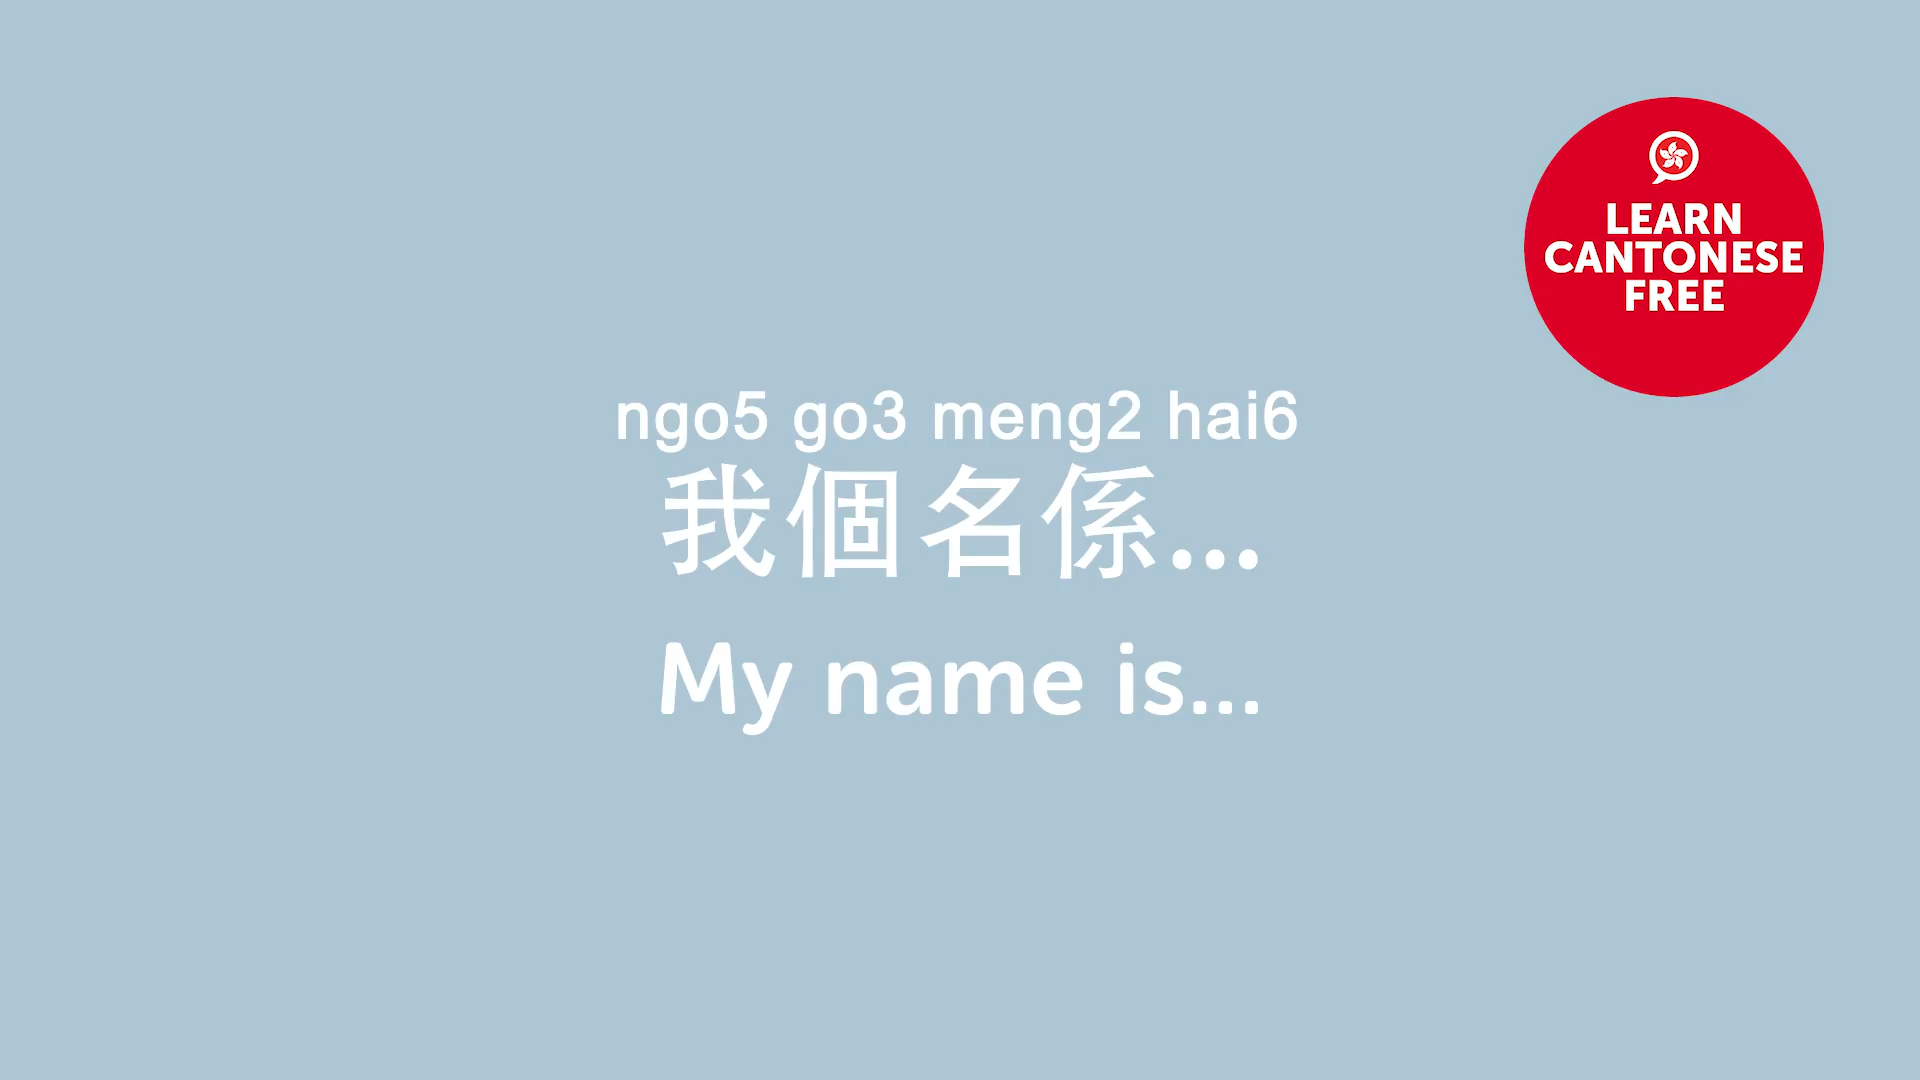 LEARN
CANTONESE
FREE
ngo5 go3 meng2 hai6
我個名係...
My name is...